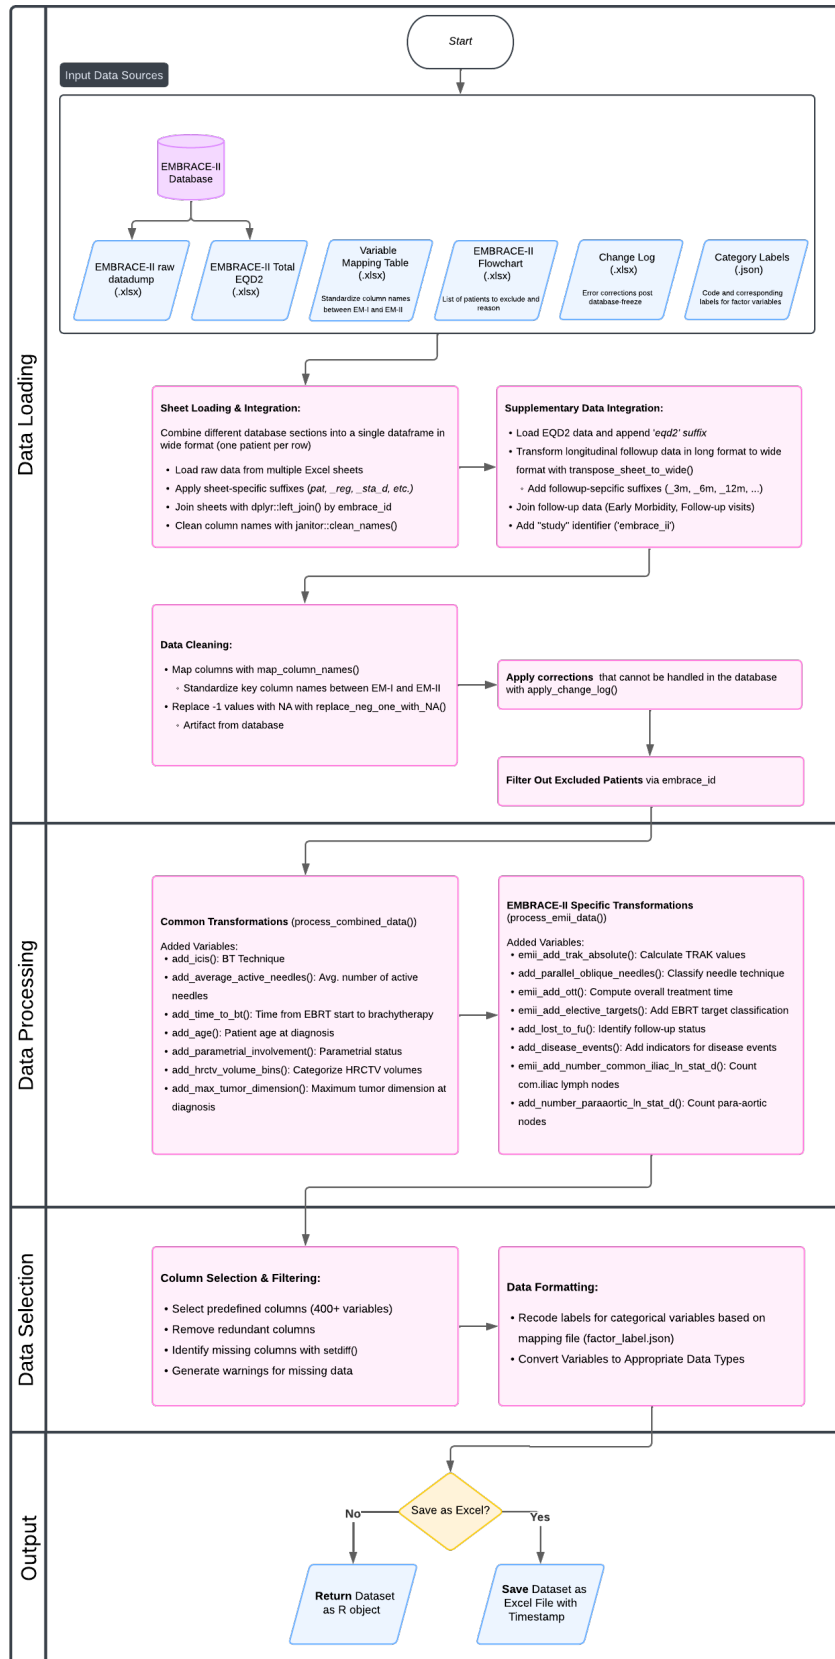 Start
Input Data Sources
EMBRACE-II
Database
EMBRACE-II raw
datadump
(.xlsx)
EMBRACE-II Total
EQD2
(.xlsx)
Variable
Mapping Table
(.xlsx)
Standardize column names
between EM-I and EM-II
EMBRACE-II
Flowchart
(.xlsx)
List of patients to exclude and
reason
Change Log
(.xlsx)
Error corrections post
database-freeze
Category Labels
(.json)
Code and corresponding
labels for factor variables
Data Loading
Sheet Loading & Integration:
Combine different database sections into a single dataframe in
wide format (one patient per row)
• Load raw data from multiple Excel sheets
• Apply sheet-specific suffixes (pat, _reg, _sta_d, etc.)
• Join sheets with dplyr::left_join() by embrace_id
• Clean column names with janitor::clean_names()
Supplementary Data Integration:
• Load EQD2 data and append 'eqd2' suffix
• Transform longitudinal followup data in long format to wide
format with transpose_sheet_to_wide()
◦ Add followup-sepcific suffixes (_3m, _6m, _12m, ...)
• Join follow-up data (Early Morbidity, Follow-up visits)
• Add "study" identifier ('embrace_ii')
Data Cleaning:
• Map columns with map_column_names()
◦ Standardize key column names between EM-I and EM-II
• Replace -1 values with NA with replace_neg_one_with_NA()
◦ Artifact from database
Apply corrections that cannot be handled in the database
with apply_change_log()
Filter Out Excluded Patients via embrace_id
Data Processing
Common Transformations (process_combined_data())
Added Variables:
• add_icis(): BT Technique
• add_average_active_needles(): Avg. number of active
needles
• add_time_to_bt(): Time from EBRT start to brachytherapy
• add_age(): Patient age at diagnosis
• add_parametrial_involvement(): Parametrial status
• add_hrctv_volume_bins(): Categorize HRCTV volumes
• add_max_tumor_dimension(): Maximum tumor dimension at
diagnosis
EMBRACE-II Specific Transformations
(process_emii_data())
Added Variables:
• emii_add_trak_absolute(): Calculate TRAK values
• add_parallel_oblique_needles(): Classify needle technique
• emii_add_ott(): Compute overall treatment time
• emii_add_elective_targets(): Add EBRT target classification
• add_lost_to_fu(): Identify follow-up status
• add_disease_events(): Add indicators for disease events
• emii_add_number_common_iliac_ln_stat_d(): Count
com.iliac lymph nodes
• add_number_paraaortic_ln_stat_d(): Count para-aortic
nodes
Data Selection
Column Selection & Filtering:
• Select predefined columns (400+ variables)
• Remove redundant columns
• Identify missing columns with setdiff()
• Generate warnings for missing data
Data Formatting:
• Recode labels for categorical variables based on
mapping file (factor_label.json)
• Convert Variables to Appropriate Data Types
Output
Save as Excel?
No
Yes
Return Dataset
as R object
Save Dataset as
Excel File with
Timestamp